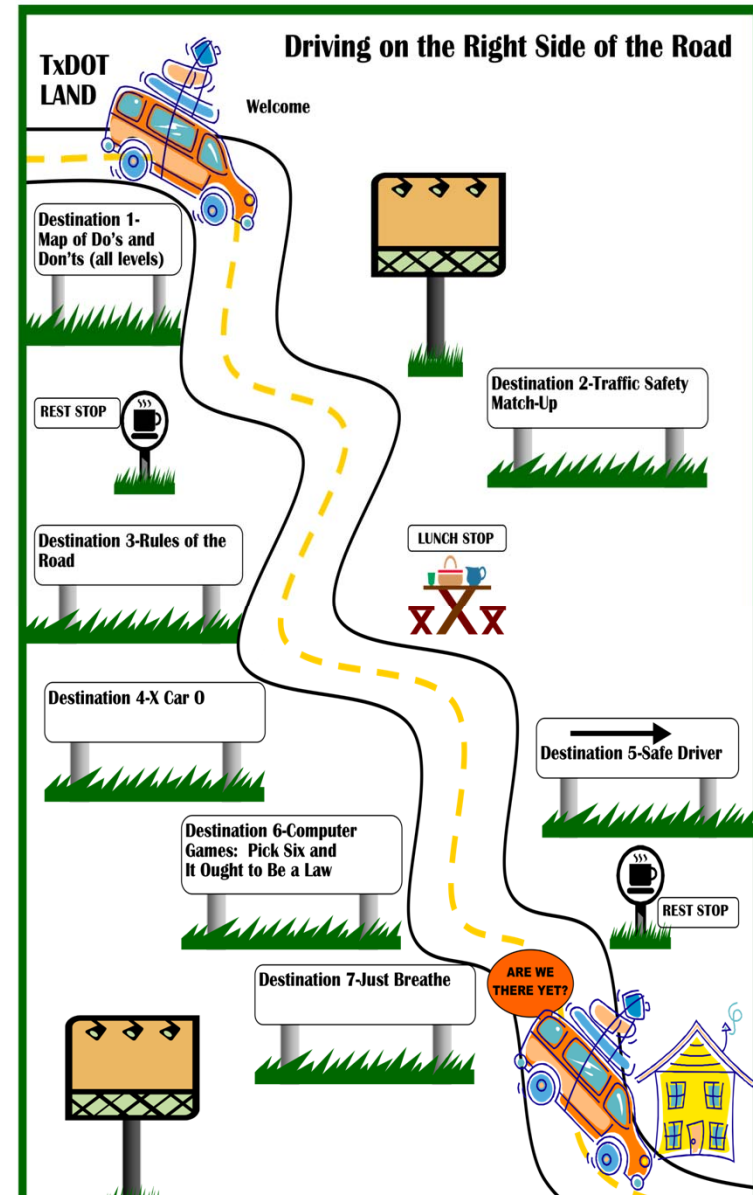 Driving on the Right Side of the Road
TxDOT
LAND
Welcome
Destination 1-
Map of Do's and
Don'ts (all levels)
Destination 2-Traffic Safety
Match-Up
REST STOP
Destination 3-Rules of the
Road
LUNCH STOP
Destination 4-X Car O
Destination 5-Safe Driver
Destination 6-Computer
Games: Pick Six and
It Ought to Be a Law
REST STOP
Destination 7-Just Breathe
ARE WE
THERE YET?